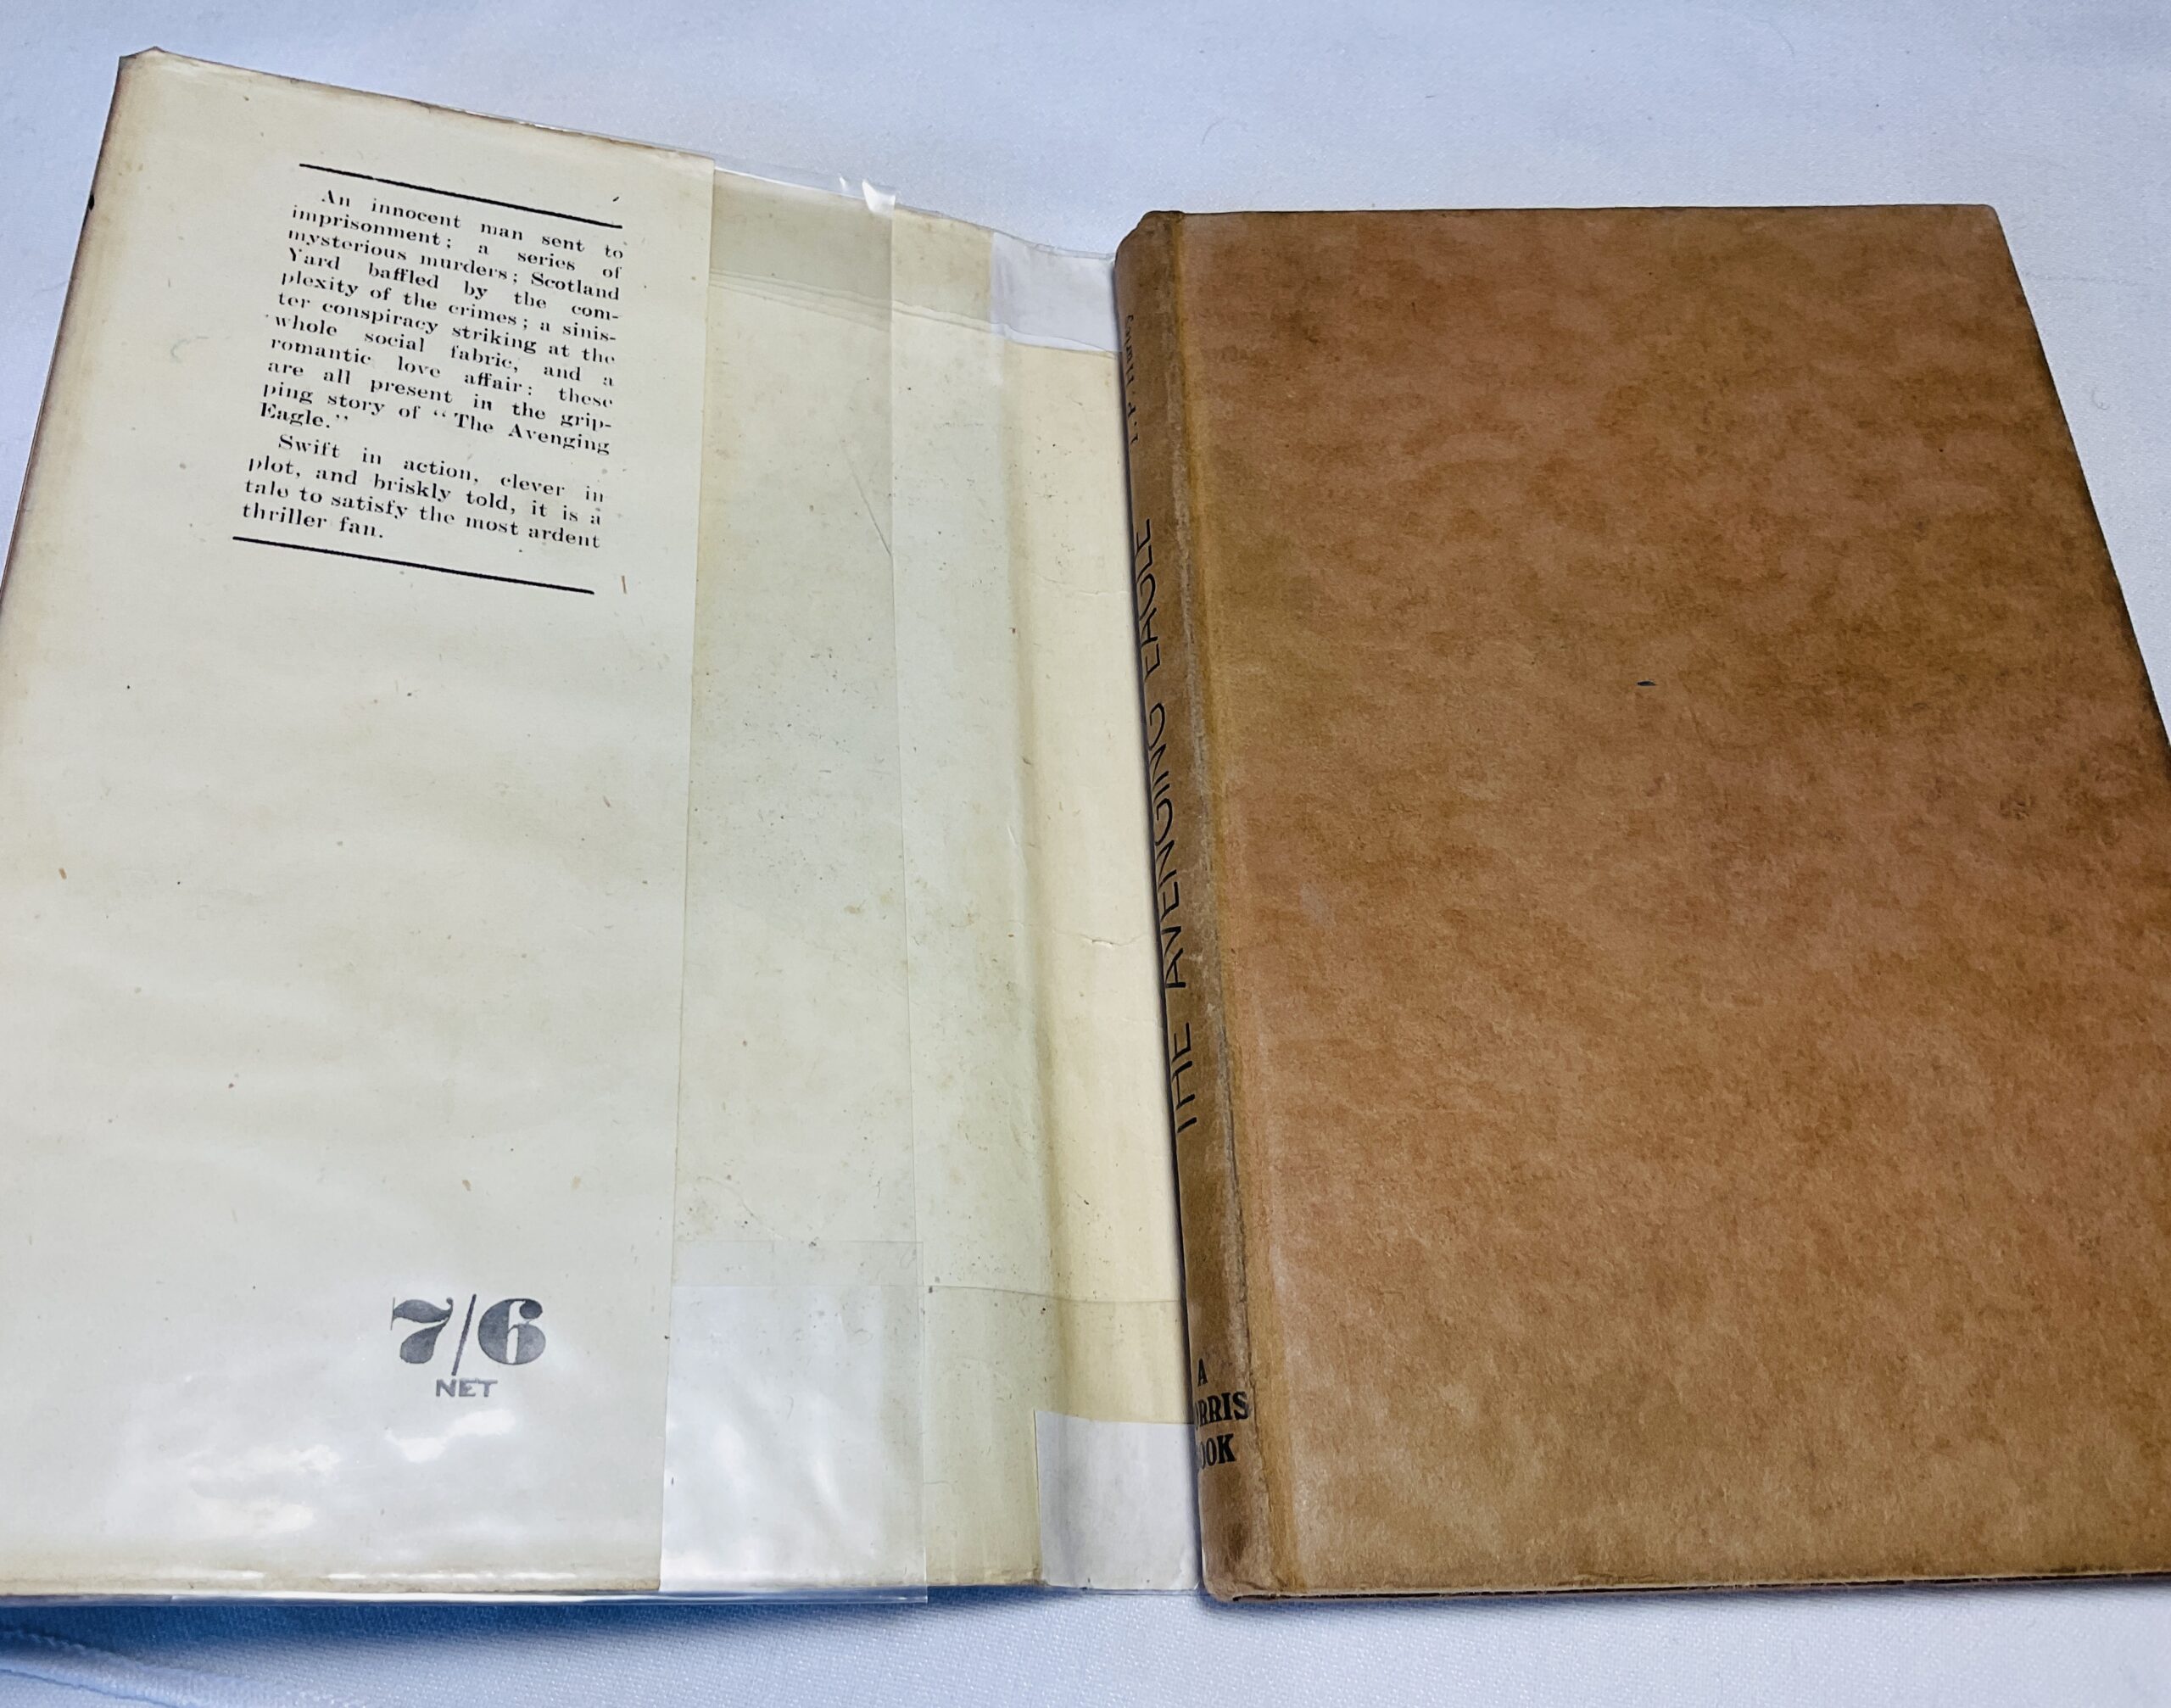 An innocent man sent to
imprisonment; a series of
mysterious murders; Scotland
Yard baffled by the com-
plexity of the crimes; a sinis-
ter conspiracy striking at the
whole social fabric, and a
romantic love affair: these
are all present in the grip-
ping story of "The Avenging
Eagle."
Swift in action, clever in
plot, and briskly told, it is a
tale to satisfy the most ardent
thriller fan.
7/6
NET
THE AVENGING EAGLE
A
RRIS
OOK